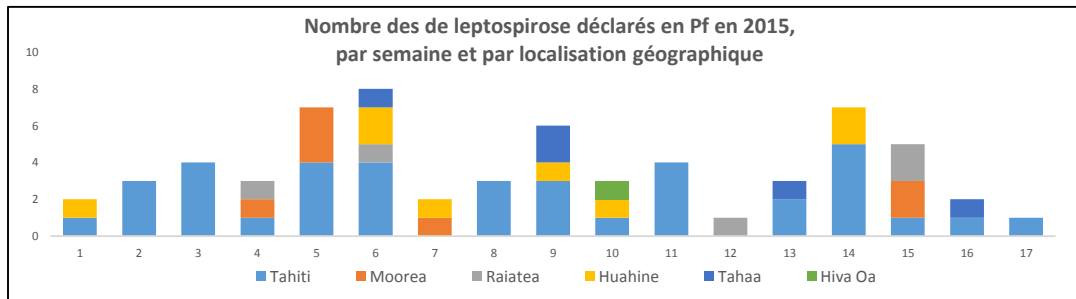 Nombre des de leptospirose déclarés en Pf en 2015,
par semaine et par localisation géographique
10
8
6
4
2
0
1 2 3 4 5 6 7 8 9 10 11 12 13 14 15 16 17
Tahiti Moorea Raiatea Huahine Tahaa Hiva Oa